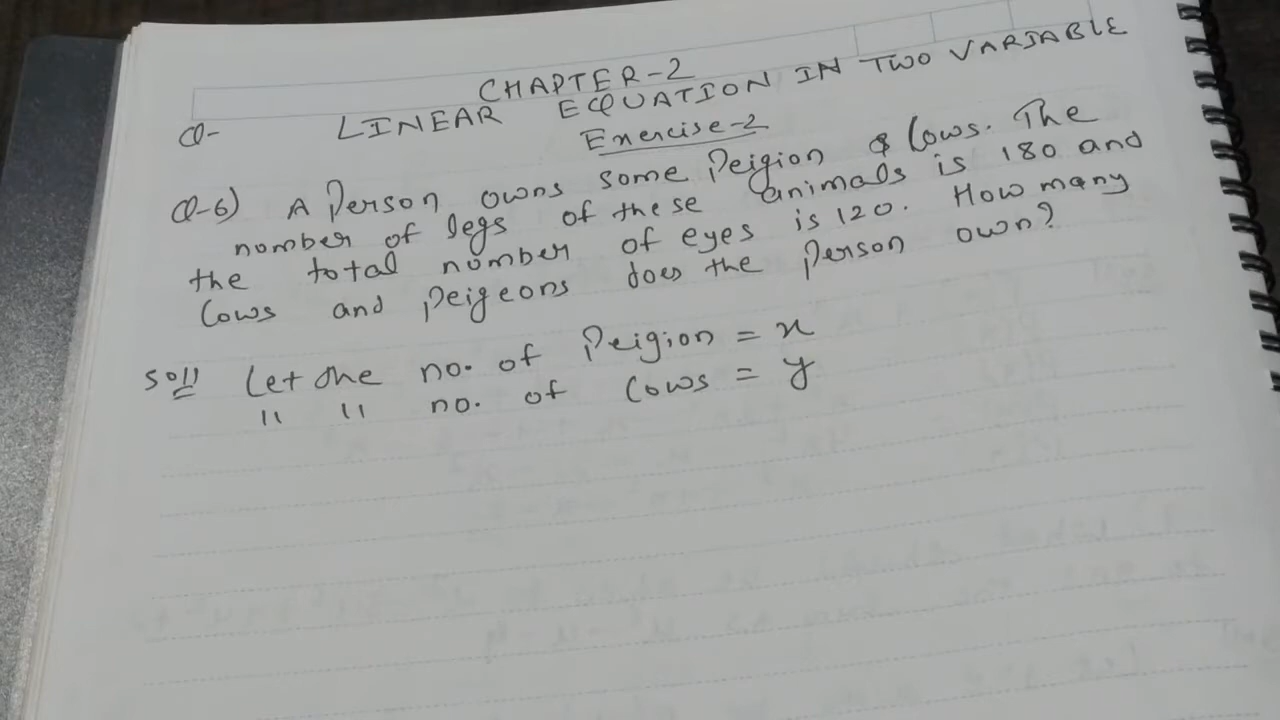 CHAPTER-2
Q- LINEAR EQUATION IN TWO VARIABLE
Exercise-2
Q-6) A Person owns some Peigion & Cows. The
number of legs of these animals is 180 and
the total number of eyes is 120. How many
Cows and peigeons does the person own?
Soll Let the no. of Peigion = x
" " no. of Cows = y